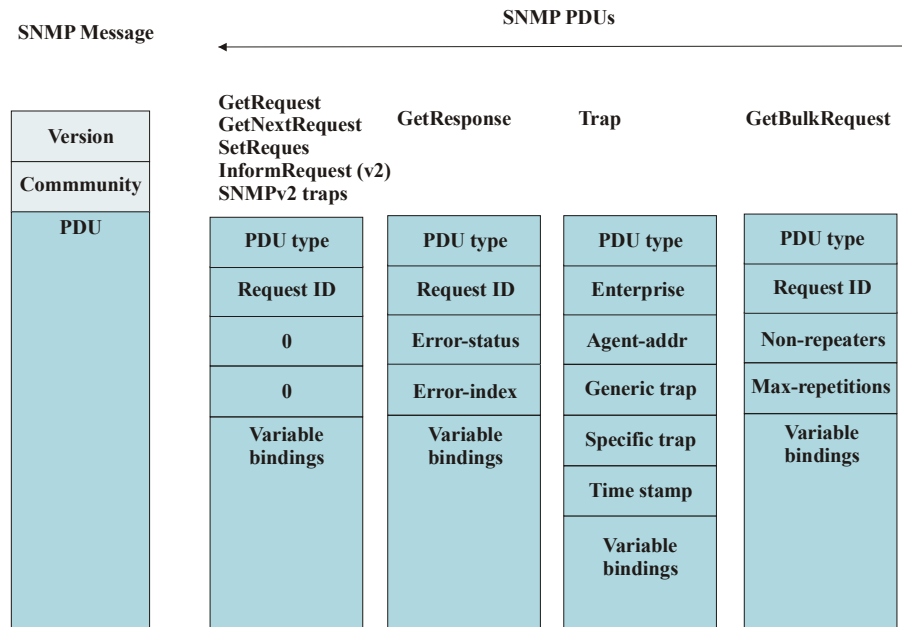 SNMP PDUs
SNMP Message
GetRequest
GetNextRequest
SetReques
InformRequest (v2)
SNMPv2 traps
GetResponse
Trap
GetBulkRequest
Version
Commmunity
PDU
PDU type
Request ID
0
0
Variable
bindings
PDU type
Request ID
Error-status
Error-index
Variable
bindings
PDU type
Enterprise
Agent-addr
Generic trap
Specific trap
Time stamp
Variable
bindings
PDU type
Request ID
Non-repeaters
Max-repetitions
Variable
bindings